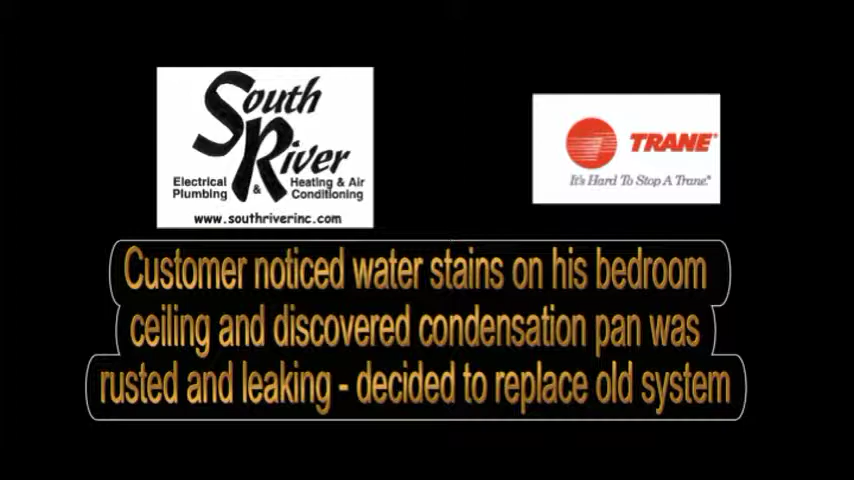 South
River
Electrical
Plumbing
&
Heating & Air
Conditioning
www.southriverinc.com
TRANE®
It's Hard To Stop A Trane.®
Customer noticed water stains on his bedroom
ceiling and discovered condensation pan was
rusted and leaking - decided to replace old system